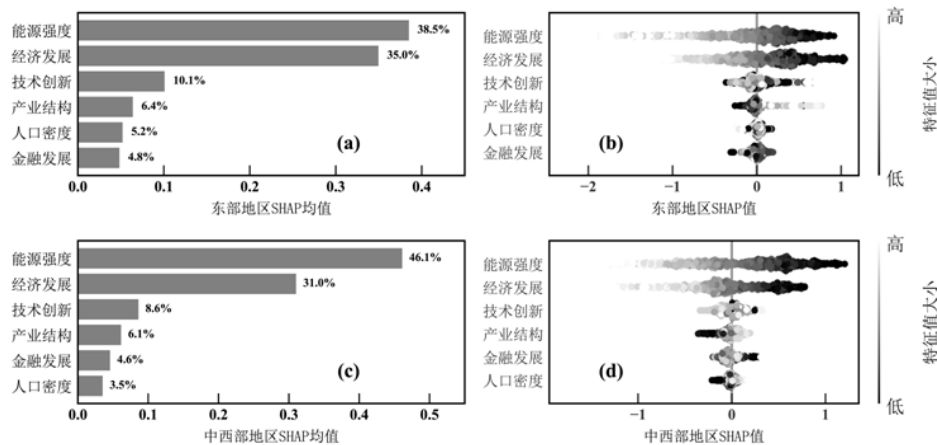 能源强度
38.5%
经济发展
35.0%
技术创新
10.1%
产业结构
6.4%
人口密度
5.2%
金融发展
4.8%
(a)
0.0 0.1 0.2 0.3 0.4
东部地区SHAP均值
能源强度
经济发展
技术创新
产业结构
人口密度
金融发展
(b)
-2 -1 0 1
东部地区SHAP值
高
特征值大小
低
能源强度
46.1%
经济发展
31.0%
技术创新
8.6%
产业结构
6.1%
金融发展
4.6%
人口密度
3.5%
(c)
0.0 0.1 0.2 0.3 0.4 0.5
中西部地区SHAP均值
能源强度
经济发展
技术创新
产业结构
金融发展
人口密度
(d)
-1 0 1
中西部地区SHAP值
高
特征值大小
低